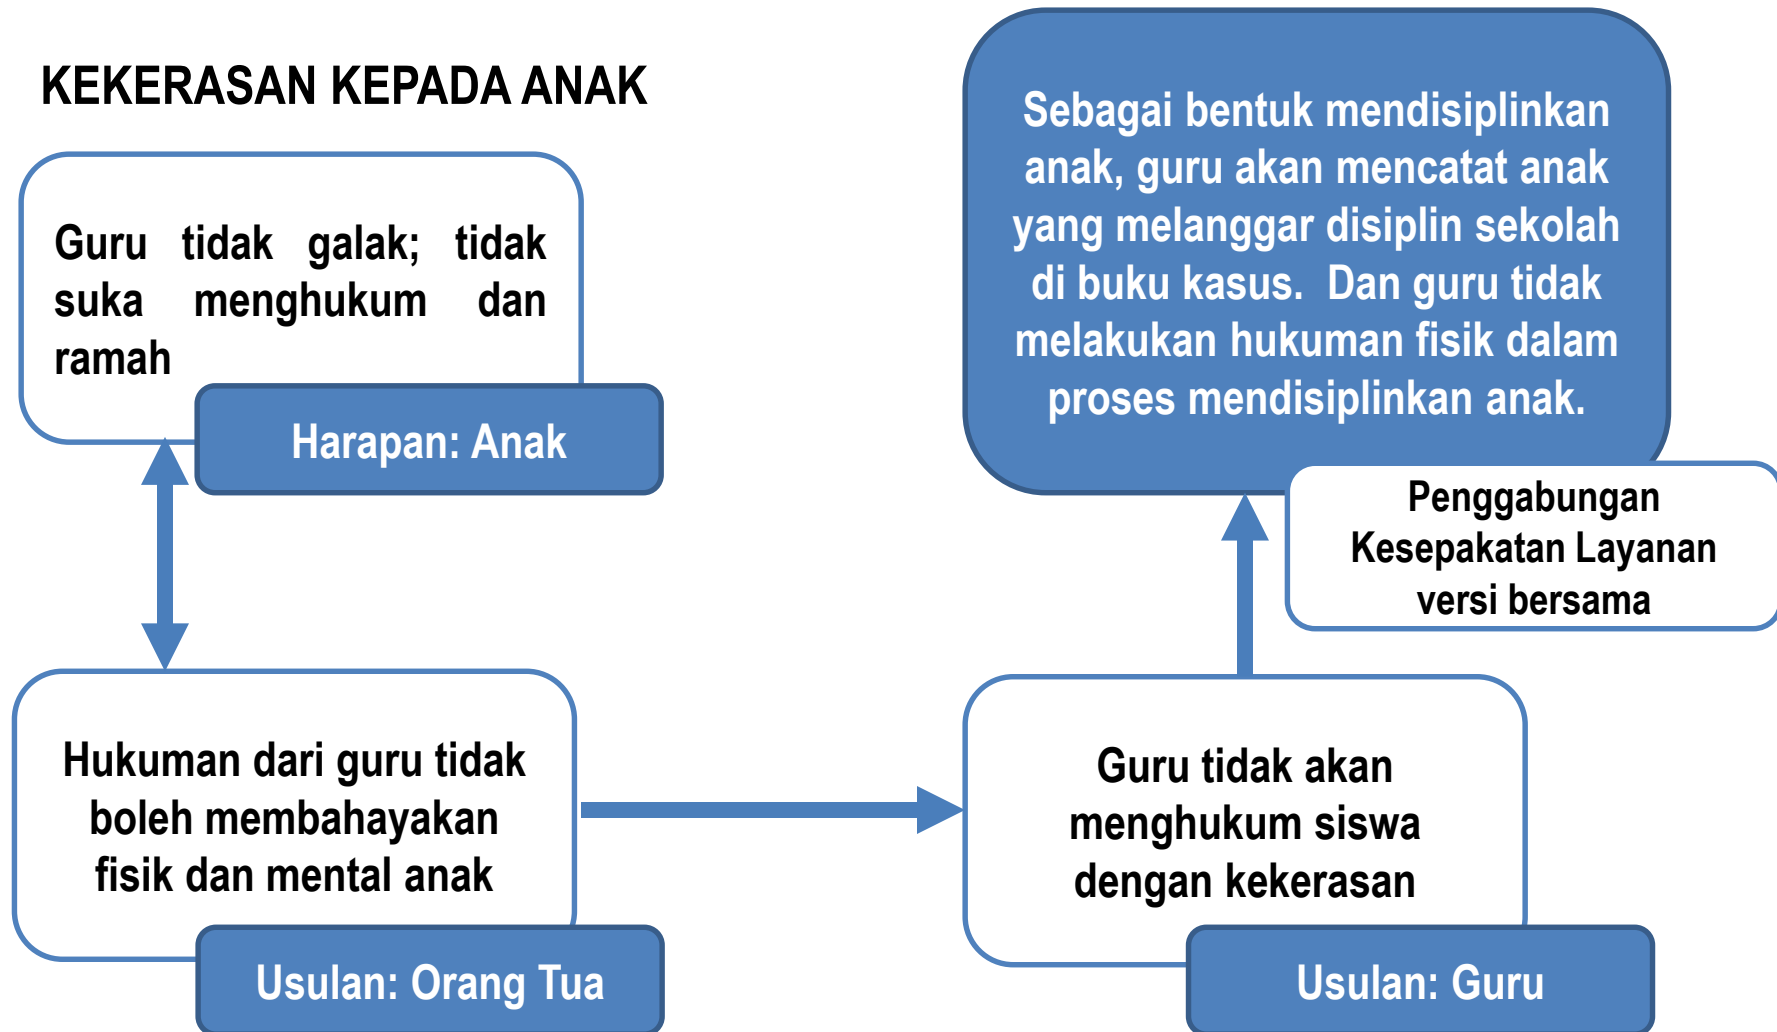 KEKERASAN KEPADA ANAK
Guru tidak galak; tidak
suka menghukum dan
ramah
Harapan: Anak
Hukuman dari guru tidak
boleh membahayakan
fisik dan mental anak
Usulan: Orang Tua
Guru tidak akan
menghukum siswa
dengan kekerasan
Usulan: Guru
Sebagai bentuk mendisiplinkan
anak, guru akan mencatat anak
yang melanggar disiplin sekolah
di buku kasus.  Dan guru tidak
melakukan hukuman fisik dalam
proses mendisiplinkan anak.
Penggabungan
Kesepakatan Layanan
versi bersama